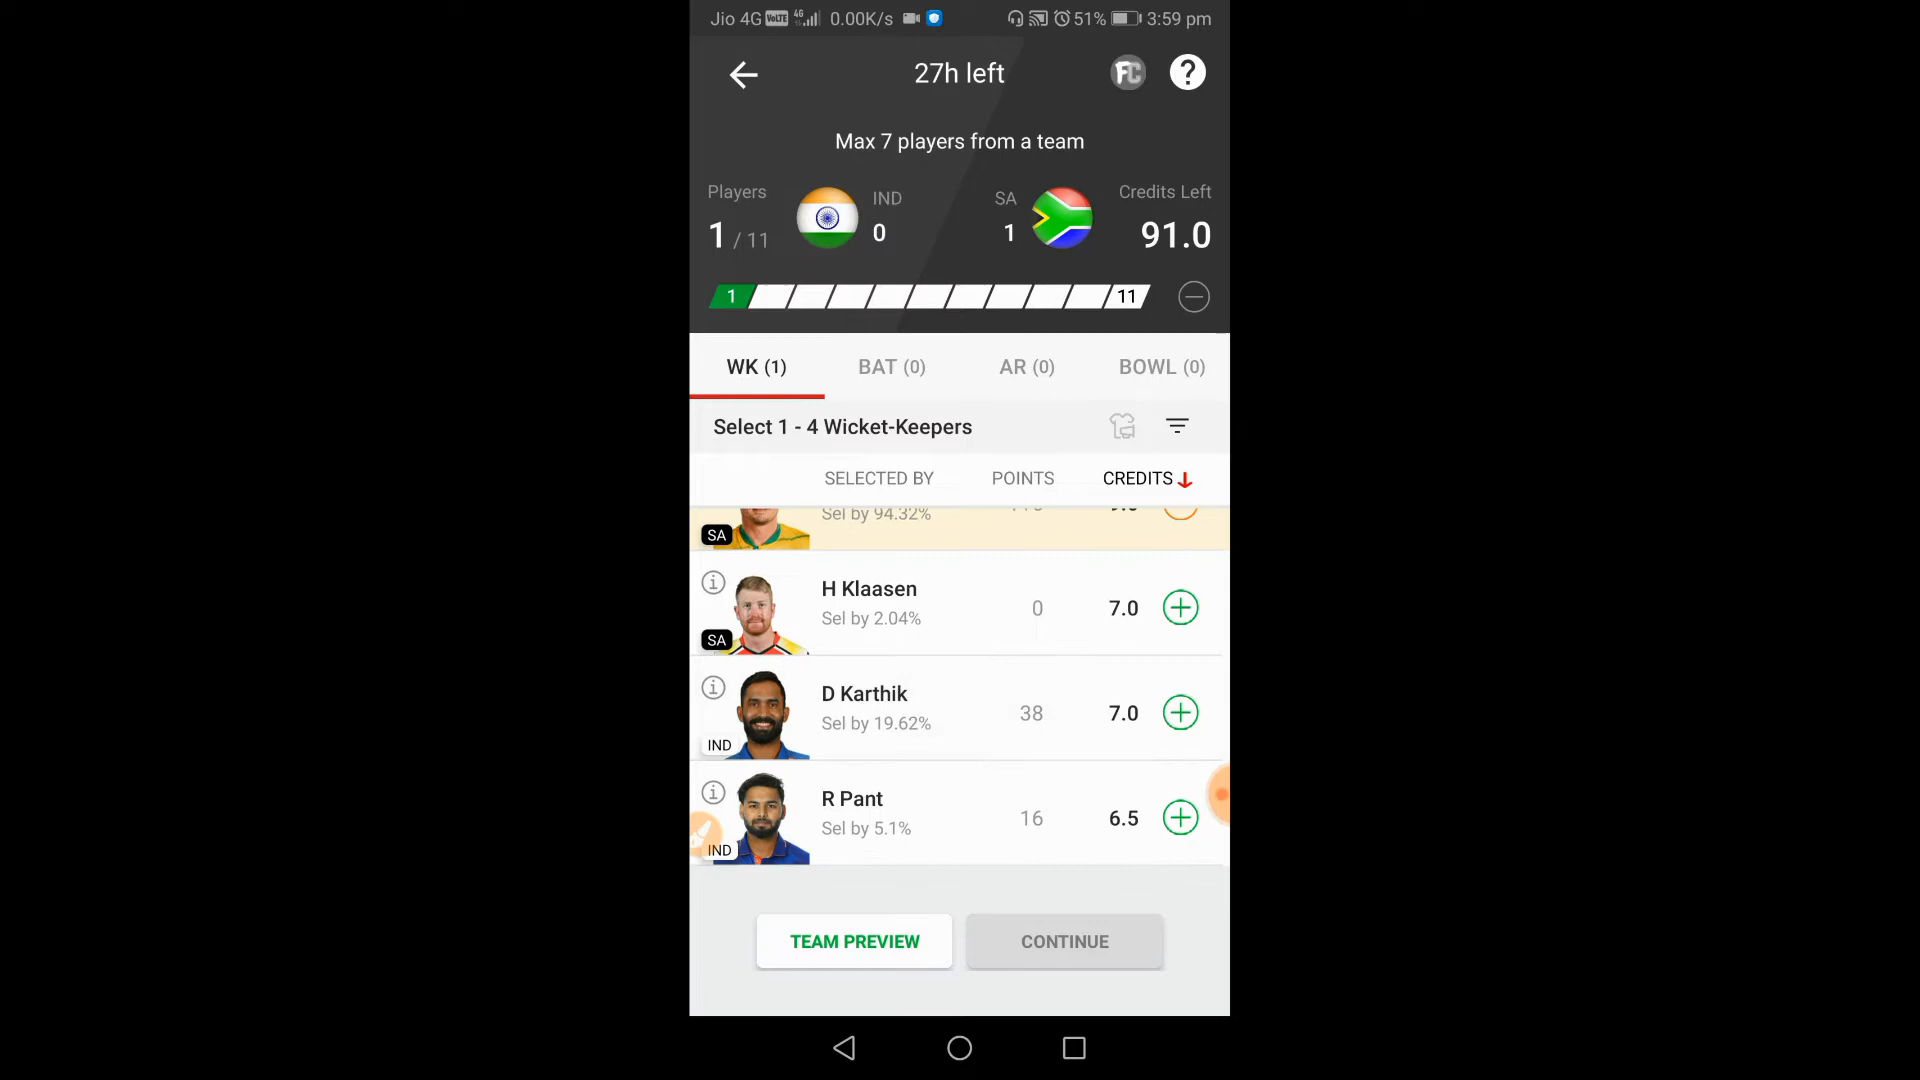 Jio 4G VoLTE 4G 0.00K/s 51% 3:59 pm
27h left FC ?
Max 7 players from a team
Players IND SA Credits Left
1 / 11 0 1 91.0
1 11
WK (1) BAT (0) AR (0) BOWL (0)
Select 1 - 4 Wicket-Keepers
SELECTED BY POINTS CREDITS
Sel by 94.32%
SA
H Klaasen
Sel by 2.04% 0 7.0
SA
D Karthik
Sel by 19.62% 38 7.0
IND
R Pant
Sel by 5.1% 16 6.5
IND
TEAM PREVIEW CONTINUE